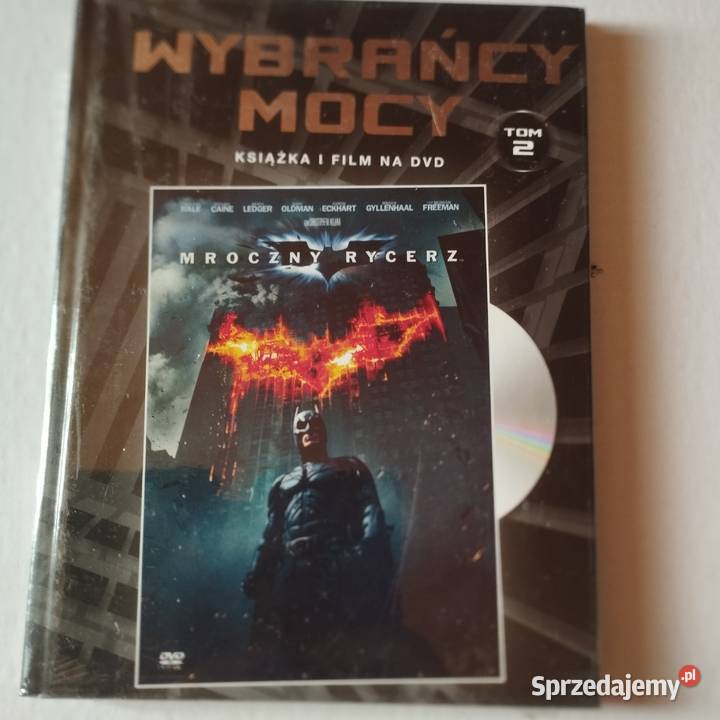 WYBRAŃCY
MOCY
TOM
2
KSIĄŻKA I FILM NA DVD
BALE CAINE LEDGER OLDMAN ECKHART GYLLENHAAL FREEMAN
MROCZNY RYCERZ
DVD
Sprzedajemy.pl